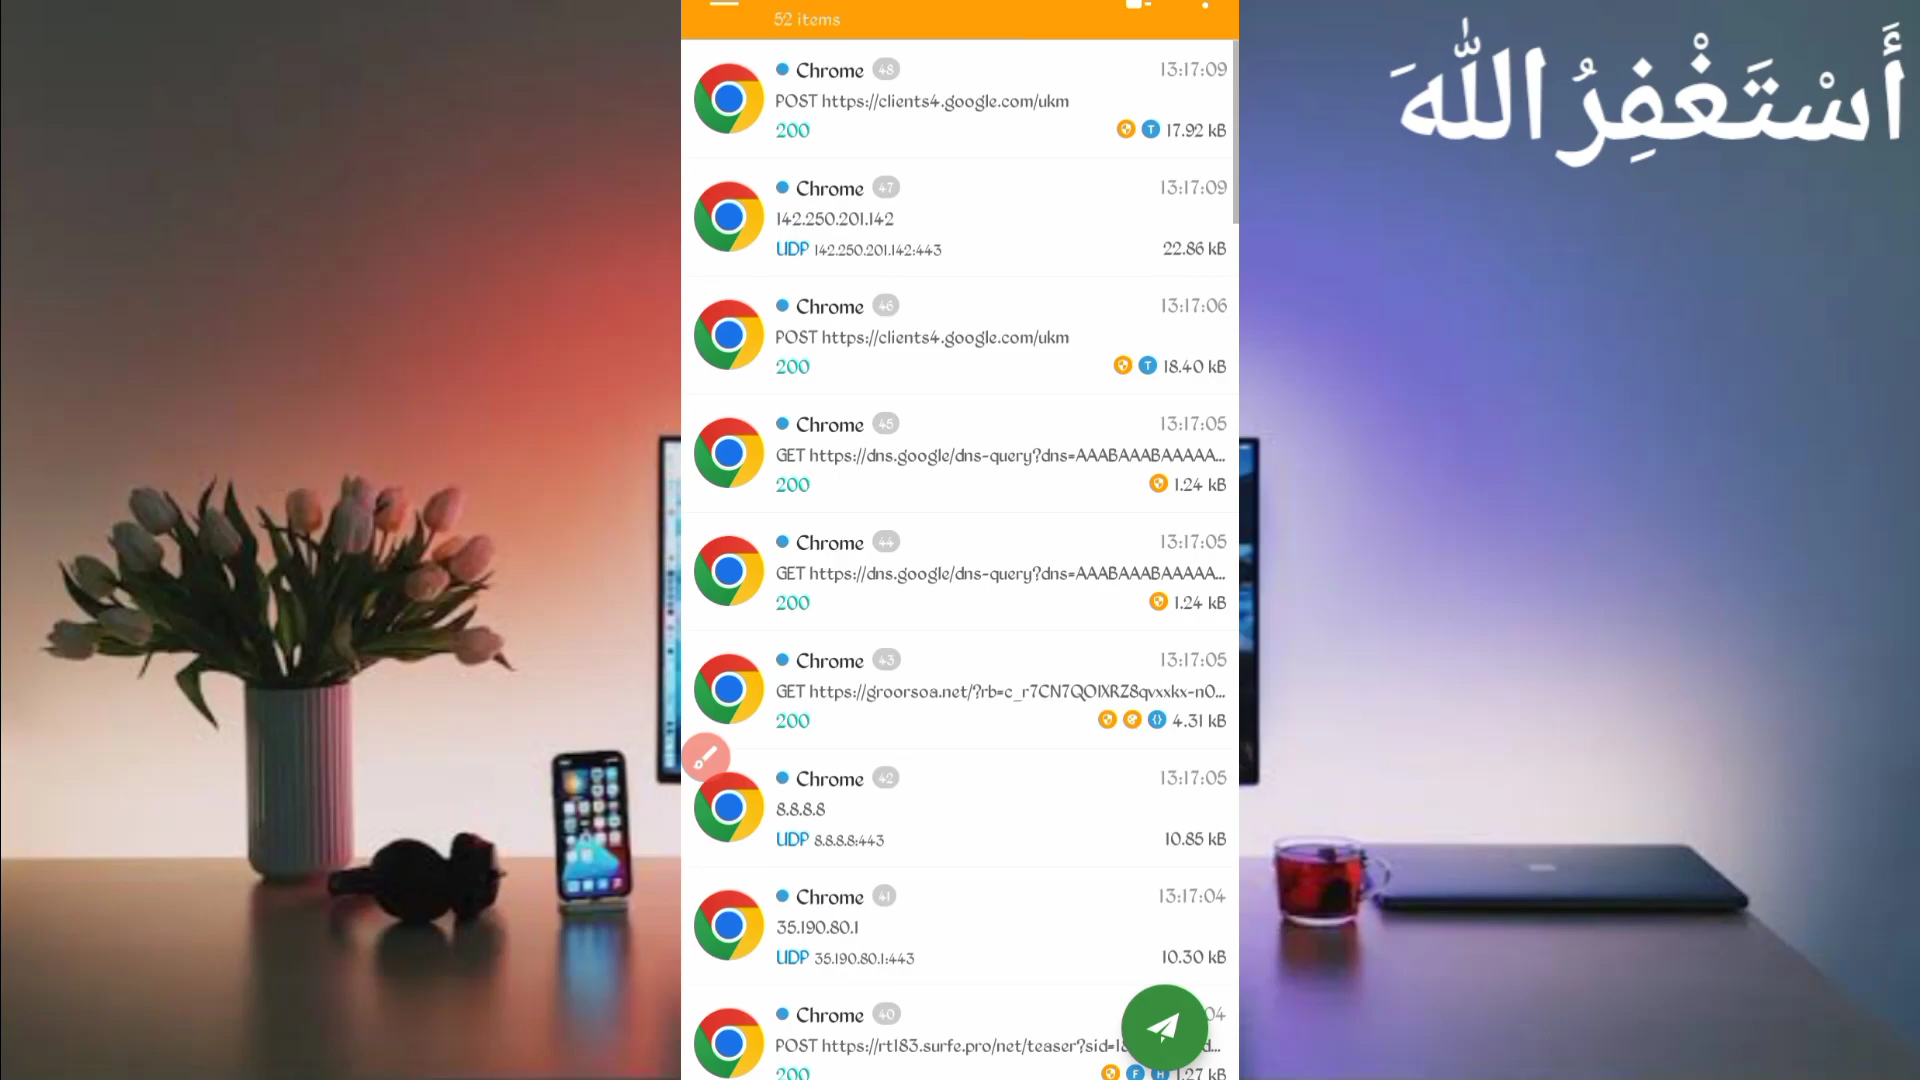 52 items
أَسْتَغْفِرُ اللّٰهَ
Chrome 48 13:17:09
POST https://clients4.google.com/ukm
200 T 17.92 kB
Chrome 47 13:17:09
142.250.201.142
UDP 142.250.201.142:443 22.86 kB
Chrome 46 13:17:06
POST https://clients4.google.com/ukm
200 T 18.40 kB
Chrome 45 13:17:05
GET https://dns.google/dns-query?dns=AAABAAABAAAAA...
200 1.24 kB
Chrome 44 13:17:05
GET https://dns.google/dns-query?dns=AAABAAABAAAAA...
200 1.24 kB
Chrome 43 13:17:05
GET https://groorsoa.net/?rb=c_r7CN7QOIXRZ8qvxxkx-n0...
200 {} 4.31 kB
Chrome 42 13:17:05
8.8.8.8
UDP 8.8.8.8:443 10.85 kB
Chrome 41 13:17:04
35.190.80.1
UDP 35.190.80.1:443 10.30 kB
Chrome 40 04
POST https://rt183.surfe.pro/net/teaser?sid=18 d...
200 F H 1.27 kB